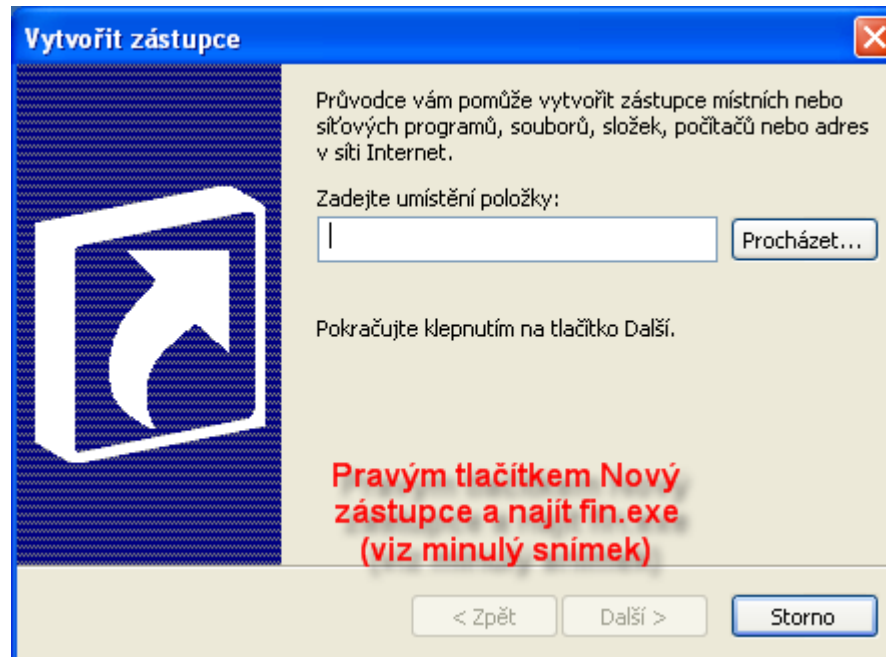 Vytvořit zástupce
Průvodce vám pomůže vytvořit zástupce místních nebo
síťových programů, souborů, složek, počítačů nebo adres
v síti Internet.
Zadejte umístění položky:
Procházet...
Pokračujte klepnutím na tlačítko Další.
Pravým tlačítkem Nový
zástupce a najít fin.exe
(viz minulý snímek)
< Zpět
Další >
Storno